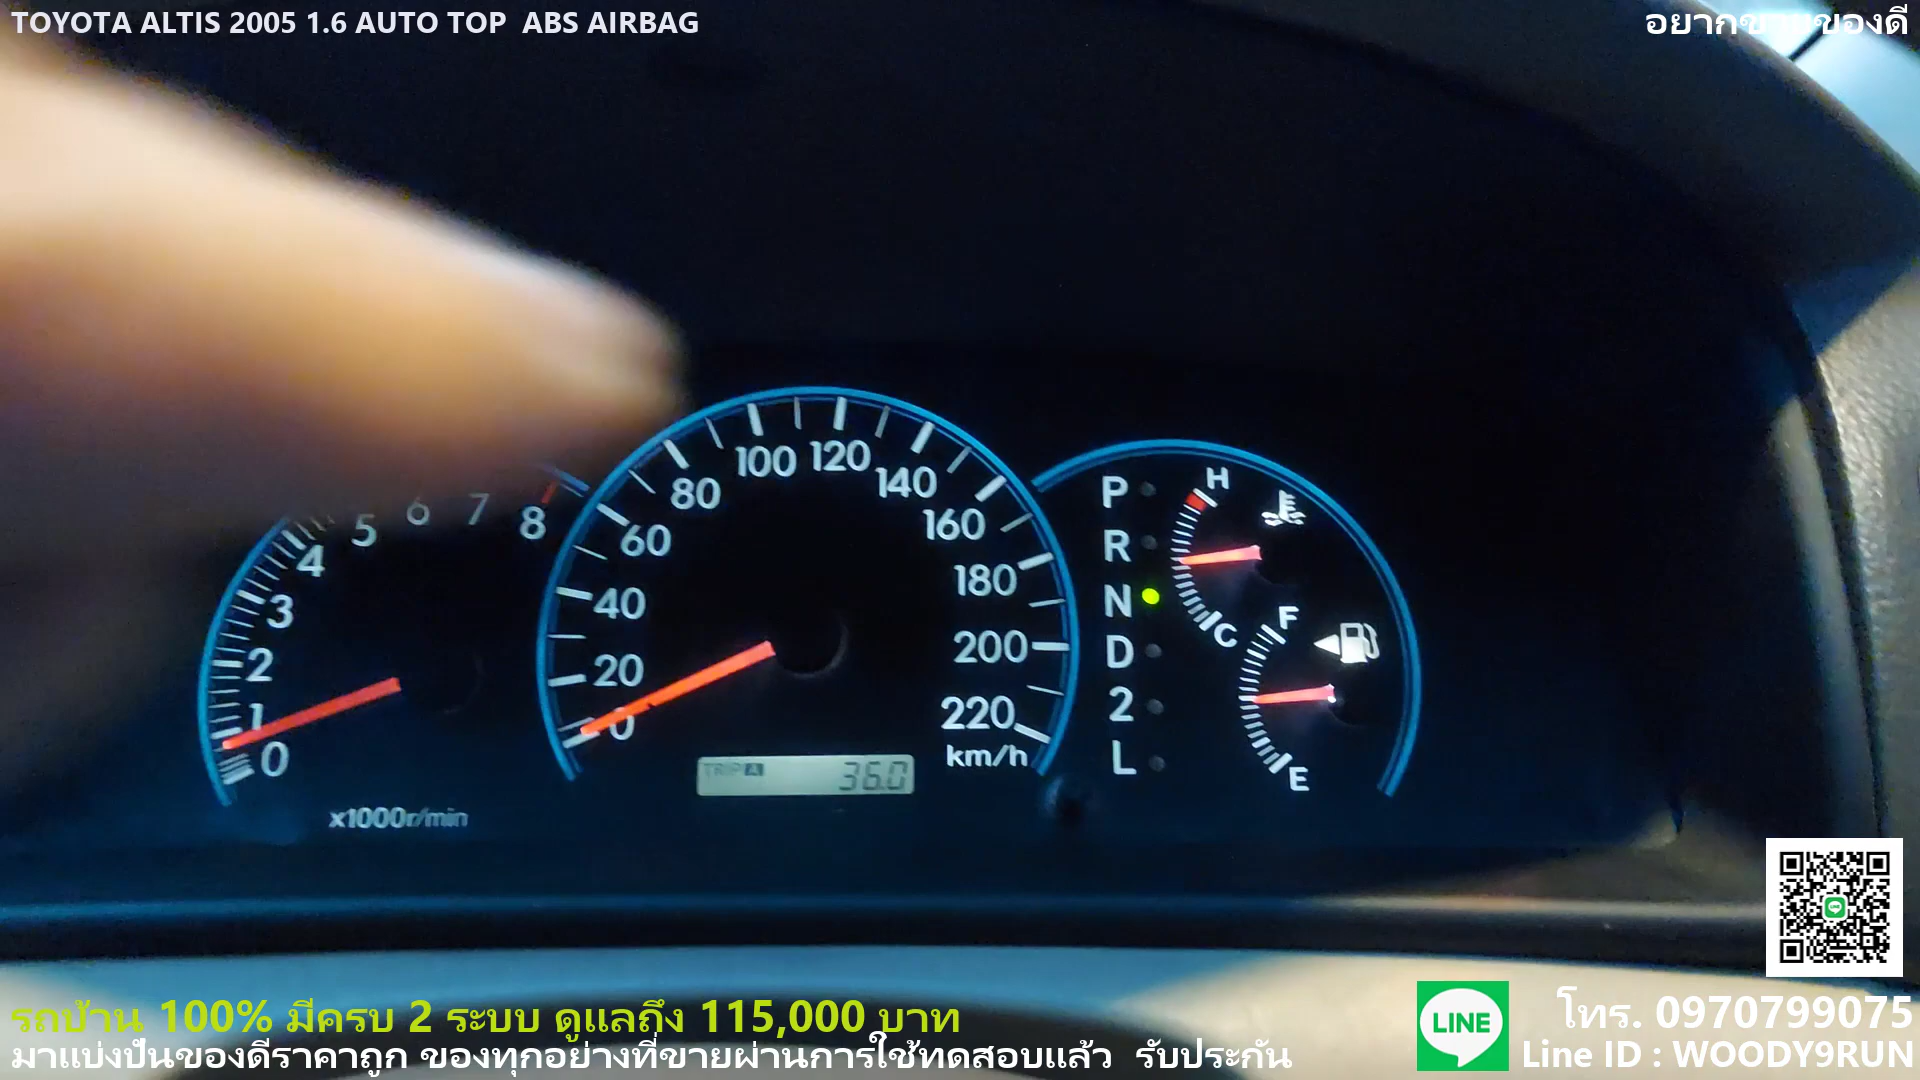 TOYOTA ALTIS 2005 1.6 AUTO TOP ABS AIRBAG
อยากขายของดี
4 5 6 7 8
3
2
1
0
x1000r/min
0 20 40 60 80 100 120 140 160 180 200 220
km/h
TRIP A 36.0
P
R
N
D
2
L
H
C
F
E
รถบ้าน 100% มีครบ 2 ระบบ ดูแลถึง 115,000 บาท
มาแบ่งปันของดีราคาถูก ของทุกอย่างที่ขายผ่านการใช้ทดสอบแล้ว รับประกัน
LINE
โทร. 0970799075
Line ID : WOODY9RUN